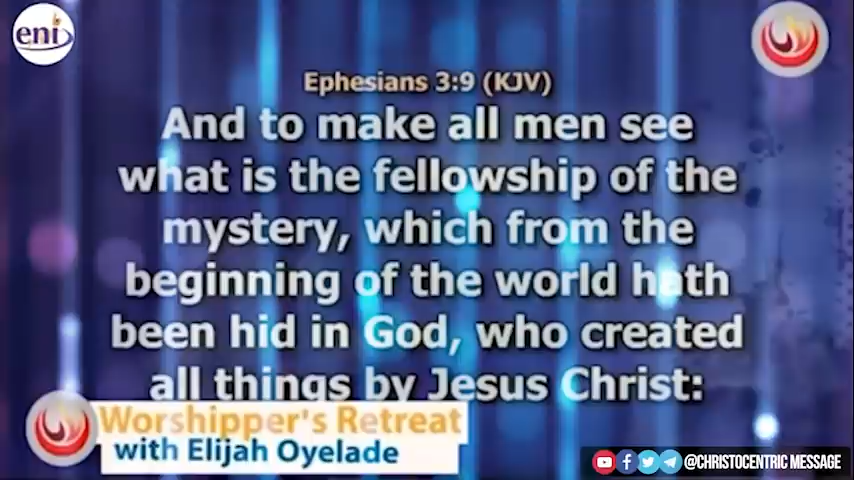 eni
Ephesians 3:9 (KJV)
And to make all men see
what is the fellowship of the
mystery, which from the
beginning of the world hath
been hid in God, who created
all things by Jesus Christ:
Worshipper's Retreat
with Elijah Oyelade
@CHRISTOCENTRIC MESSAGE